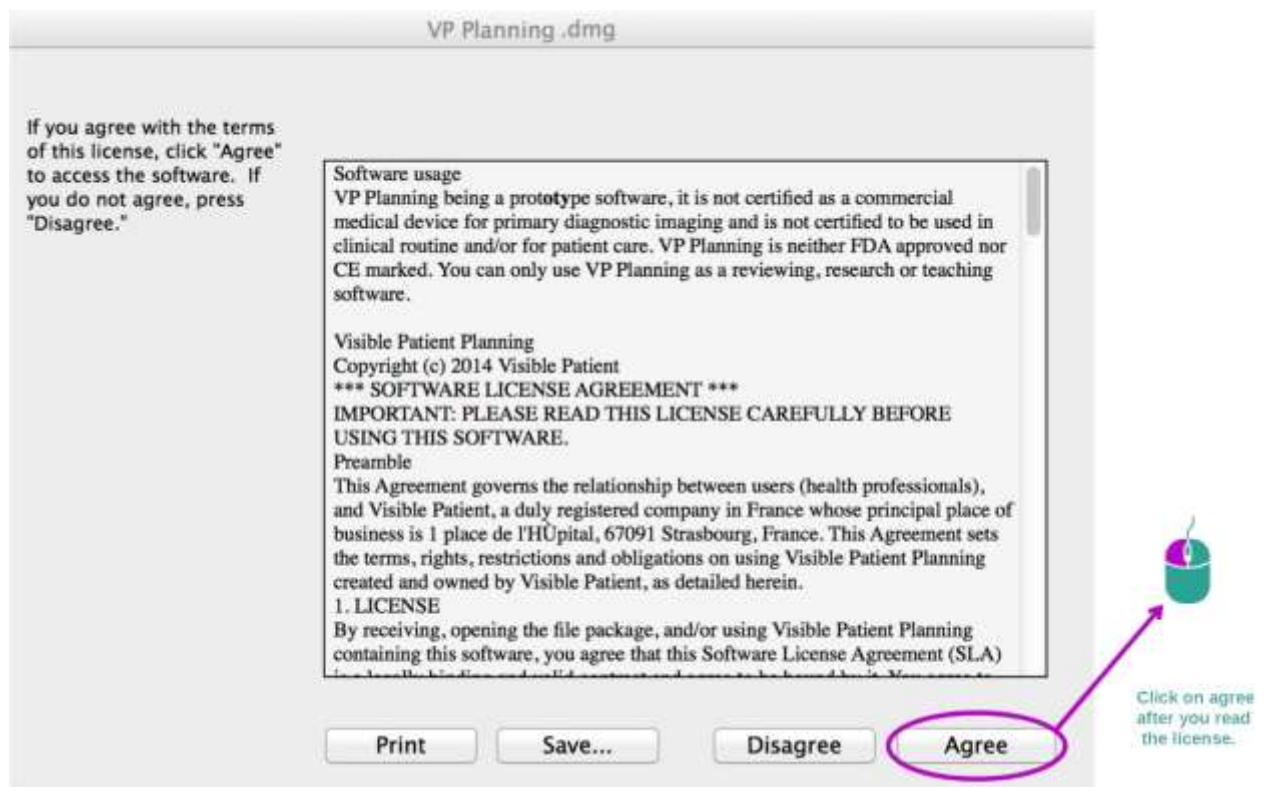 VP Planning .dmg
If you agree with the terms
of this license, click "Agree"
to access the software. If
you do not agree, press
"Disagree."
Software usage
VP Planning being a prototype software, it is not certified as a commercial
medical device for primary diagnostic imaging and is not certified to be used in
clinical routine and/or for patient care. VP Planning is neither FDA approved nor
CE marked. You can only use VP Planning as a reviewing, research or teaching
software.
Visible Patient Planning
Copyright (c) 2014 Visible Patient
*** SOFTWARE LICENSE AGREEMENT ***
IMPORTANT: PLEASE READ THIS LICENSE CAREFULLY BEFORE
USING THIS SOFTWARE.
Preamble
This Agreement governs the relationship between users (health professionals),
and Visible Patient, a duly registered company in France whose principal place of
business is 1 place de l'HÙpital, 67091 Strasbourg, France. This Agreement sets
the terms, rights, restrictions and obligations on using Visible Patient Planning
created and owned by Visible Patient, as detailed herein.
1. LICENSE
By receiving, opening the file package, and/or using Visible Patient Planning
containing this software, you agree that this Software License Agreement (SLA)
Print
Save...
Disagree
Agree
Click on agree
after you read
the license.